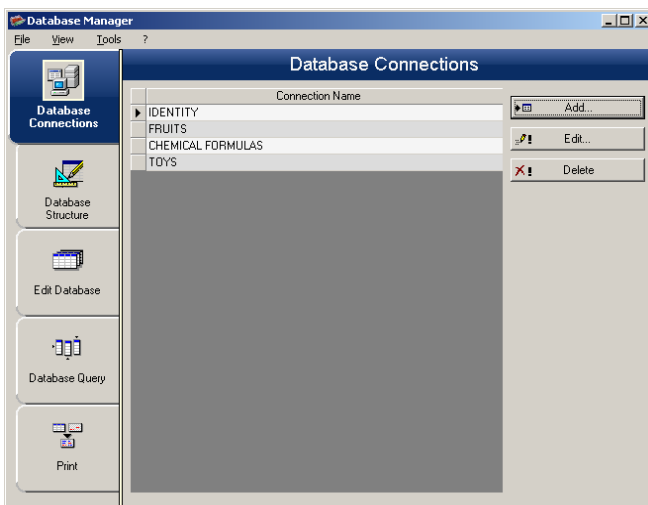 Database Manager
File View Tools ?
Database Connections
Database
Connections
Database
Structure
Edit Database
Database Query
Print
Connection Name
IDENTITY
FRUITS
CHEMICAL FORMULAS
TOYS
Add...
Edit...
Delete